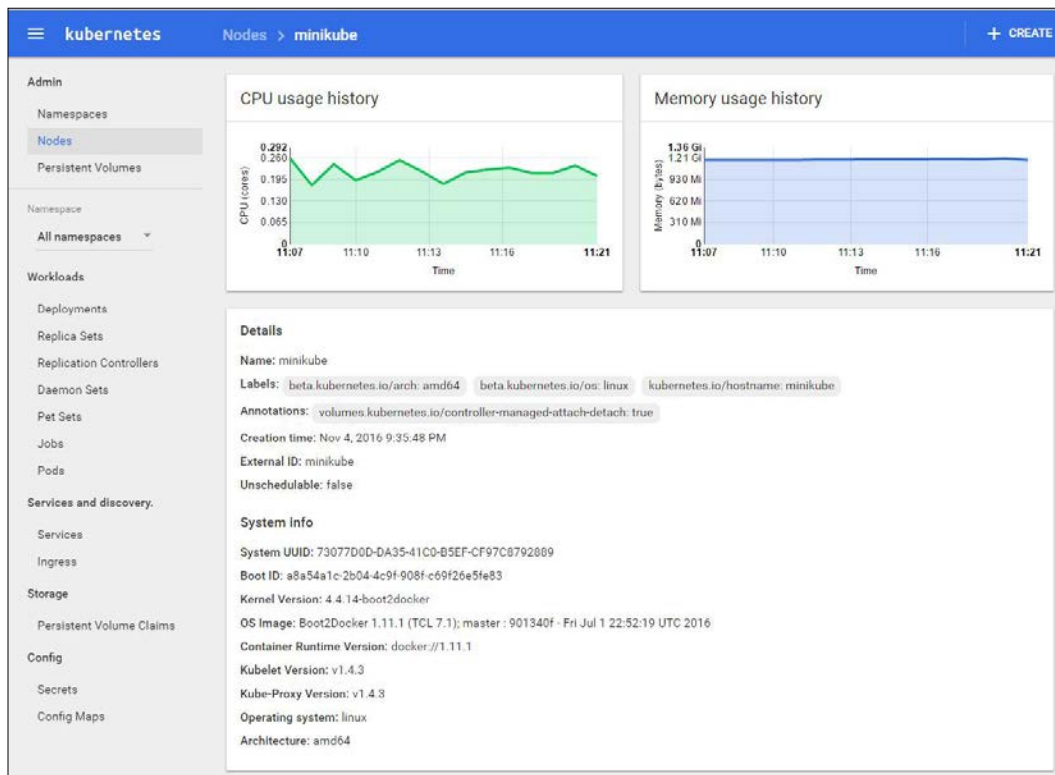 kubernetes
Nodes > minikube
+ CREATE
Admin
Namespaces
Nodes
Persistent Volumes
Namespace
All namespaces
Workloads
Deployments
Replica Sets
Replication Controllers
Daemon Sets
Pet Sets
Jobs
Pods
Services and discovery.
Services
Ingress
Storage
Persistent Volume Claims
Config
Secrets
Config Maps
CPU usage history
CPU (cores)
0.292
0.260
0.195
0.130
0.065
0
11:07 11:10 11:13 11:16 11:21
Time
Memory usage history
Memory (bytes)
1.36 Gi
1.21 Gi
930 Mi
620 Mi
310 Mi
0
11:07 11:10 11:13 11:16 11:21
Time
Details
Name: minikube
Labels: beta.kubernetes.io/arch: amd64 beta.kubernetes.io/os: linux kubernetes.io/hostname: minikube
Annotations: volumes.kubernetes.io/controller-managed-attach-detach: true
Creation time: Nov 4, 2016 9:35:48 PM
External ID: minikube
Unschedulable: false
System info
System UUID: 73077D0D-DA35-41C0-B5EF-CF97C8792889
Boot ID: a8a54a1c-2b04-4c9f-908f-c69f26e5fe83
Kernel Version: 4.4.14-boot2docker
OS Image: Boot2Docker 1.11.1 (TCL 7.1); master : 901340f - Fri Jul 1 22:52:19 UTC 2016
Container Runtime Version: docker://1.11.1
Kubelet Version: v1.4.3
Kube-Proxy Version: v1.4.3
Operating system: linux
Architecture: amd64